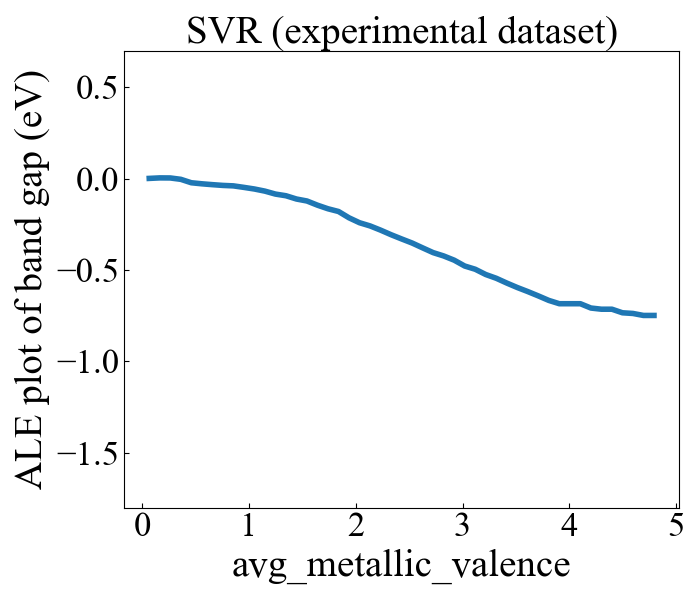 SVR (experimental dataset)
ALE plot of band gap (eV)
0.5
0.0
−0.5
−1.0
−1.5
0 1 2 3 4 5
avg_metallic_valence